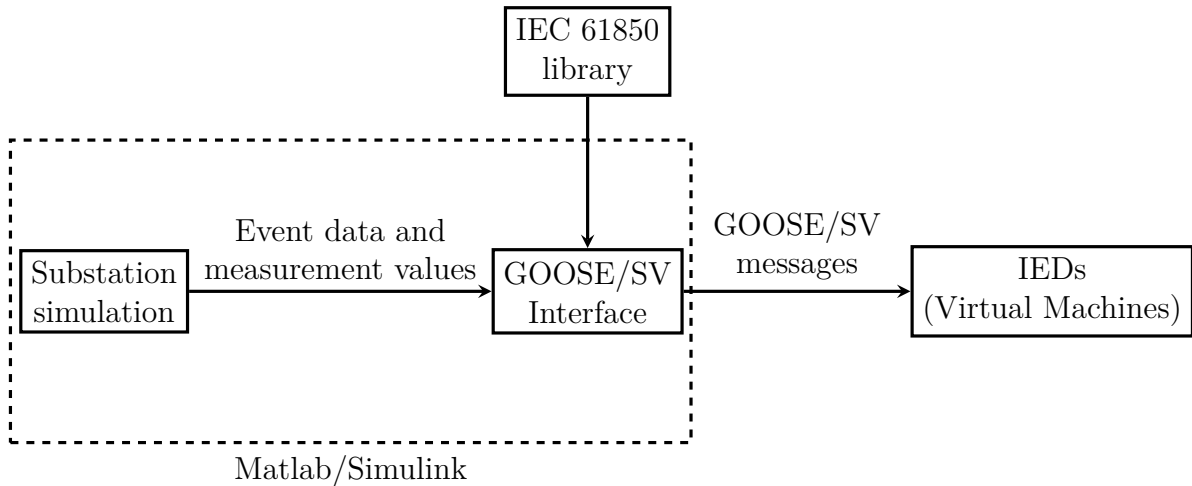 IEC 61850
library
Event data and
measurement values
GOOSE/SV
messages
Substation
simulation
GOOSE/SV
Interface
IEDs
(Virtual Machines)
Matlab/Simulink